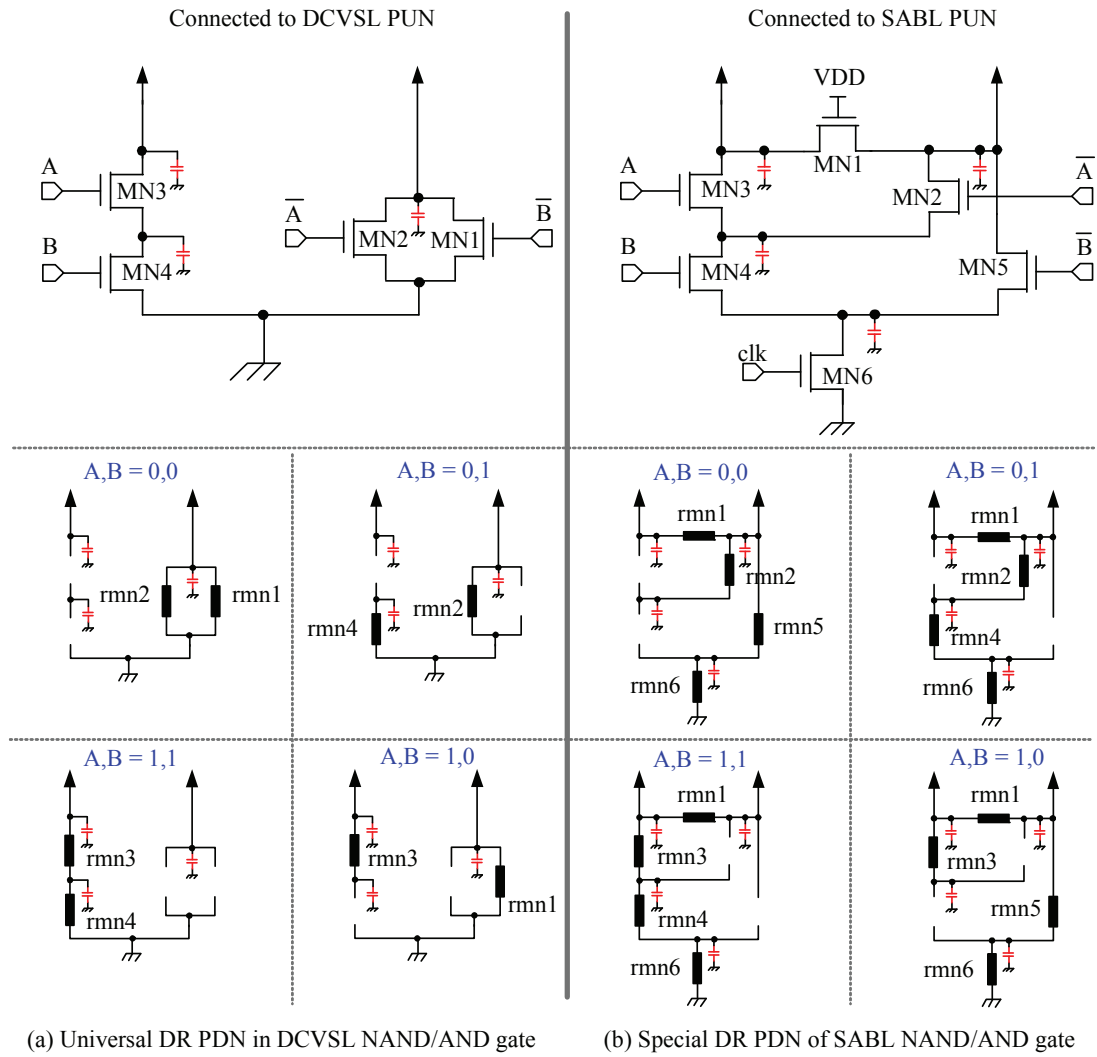 Connected to DCVSL PUN
Connected to SABL PUN
A
MN3
B
MN4
A
MN2
MN1
B
VDD
MN1
A
MN3
MN2
A
B
MN4
MN5
B
clk
MN6
A,B = 0,0
rmn2
rmn1
A,B = 0,1
rmn4
rmn2
A,B = 0,0
rmn1
rmn2
rmn5
rmn6
A,B = 0,1
rmn1
rmn2
rmn4
rmn6
A,B = 1,1
rmn3
rmn4
A,B = 1,0
rmn3
rmn1
A,B = 1,1
rmn1
rmn3
rmn4
rmn6
A,B = 1,0
rmn1
rmn3
rmn5
rmn6
(a) Universal DR PDN in DCVSL NAND/AND gate
(b) Special DR PDN of SABL NAND/AND gate